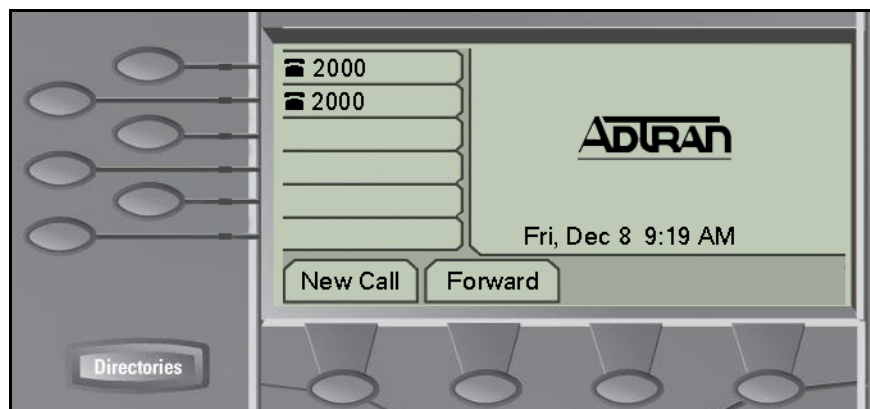 2000
2000
ADTRAN
Fri, Dec 8 9:19 AM
New Call
Forward
Directories